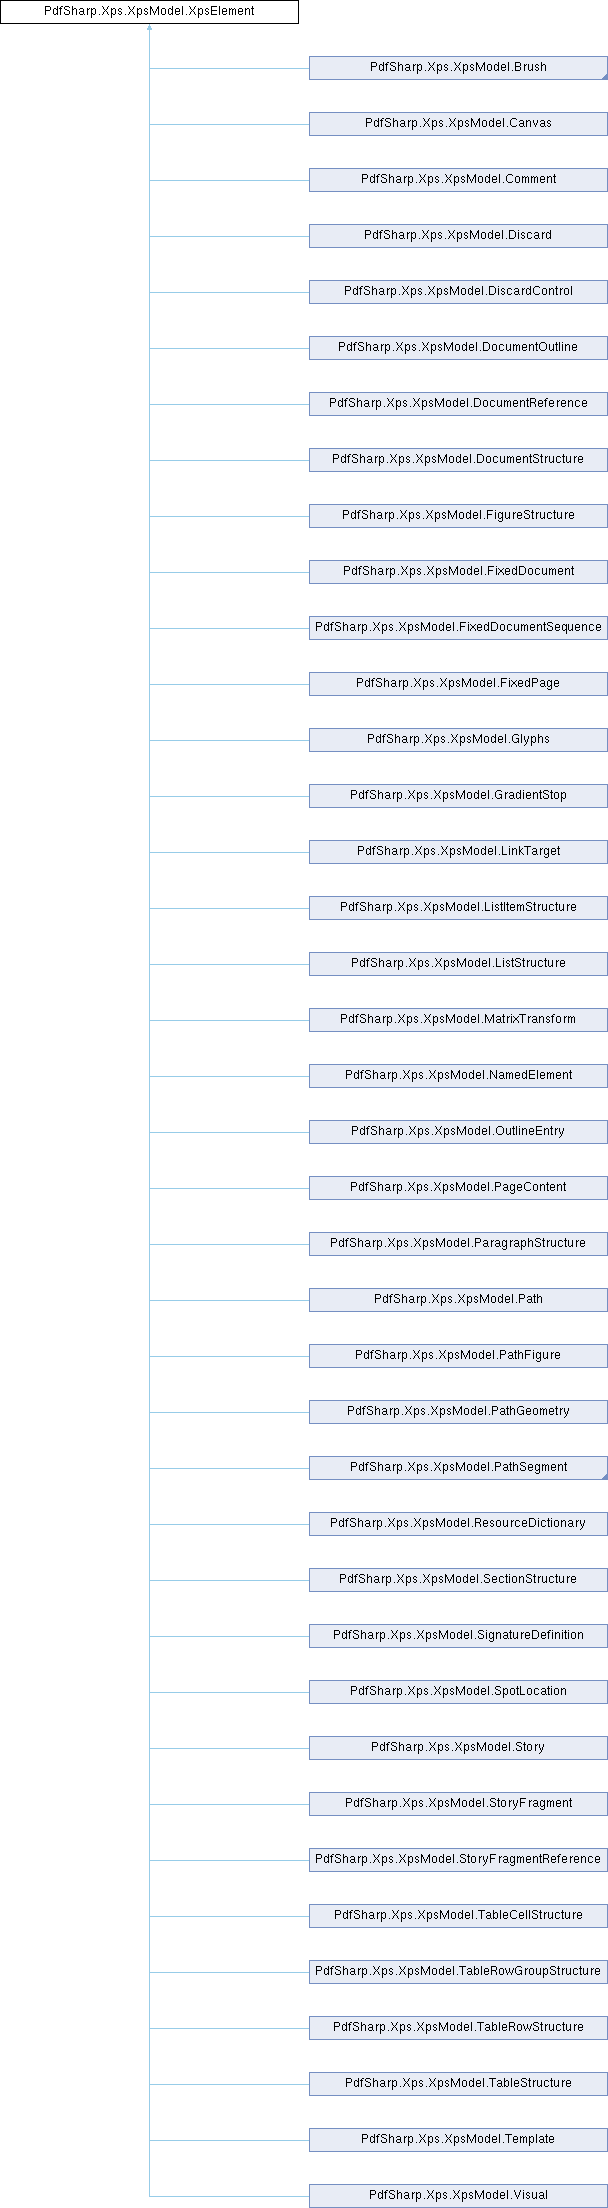 PdfSharp.Xps.XpsModel.XpsElement
PdfSharp.Xps.XpsModel.Brush
PdfSharp.Xps.XpsModel.Canvas
PdfSharp.Xps.XpsModel.Comment
PdfSharp.Xps.XpsModel.Discard
PdfSharp.Xps.XpsModel.DiscardControl
PdfSharp.Xps.XpsModel.DocumentOutline
PdfSharp.Xps.XpsModel.DocumentReference
PdfSharp.Xps.XpsModel.DocumentStructure
PdfSharp.Xps.XpsModel.FigureStructure
PdfSharp.Xps.XpsModel.FixedDocument
PdfSharp.Xps.XpsModel.FixedDocumentSequence
PdfSharp.Xps.XpsModel.FixedPage
PdfSharp.Xps.XpsModel.Glyphs
PdfSharp.Xps.XpsModel.GradientStop
PdfSharp.Xps.XpsModel.LinkTarget
PdfSharp.Xps.XpsModel.ListItemStructure
PdfSharp.Xps.XpsModel.ListStructure
PdfSharp.Xps.XpsModel.MatrixTransform
PdfSharp.Xps.XpsModel.NamedElement
PdfSharp.Xps.XpsModel.OutlineEntry
PdfSharp.Xps.XpsModel.PageContent
PdfSharp.Xps.XpsModel.ParagraphStructure
PdfSharp.Xps.XpsModel.Path
PdfSharp.Xps.XpsModel.PathFigure
PdfSharp.Xps.XpsModel.PathGeometry
PdfSharp.Xps.XpsModel.PathSegment
PdfSharp.Xps.XpsModel.ResourceDictionary
PdfSharp.Xps.XpsModel.SectionStructure
PdfSharp.Xps.XpsModel.SignatureDefinition
PdfSharp.Xps.XpsModel.SpotLocation
PdfSharp.Xps.XpsModel.Story
PdfSharp.Xps.XpsModel.StoryFragment
PdfSharp.Xps.XpsModel.StoryFragmentReference
PdfSharp.Xps.XpsModel.TableCellStructure
PdfSharp.Xps.XpsModel.TableRowGroupStructure
PdfSharp.Xps.XpsModel.TableRowStructure
PdfSharp.Xps.XpsModel.TableStructure
PdfSharp.Xps.XpsModel.Template
PdfSharp.Xps.XpsModel.Visual